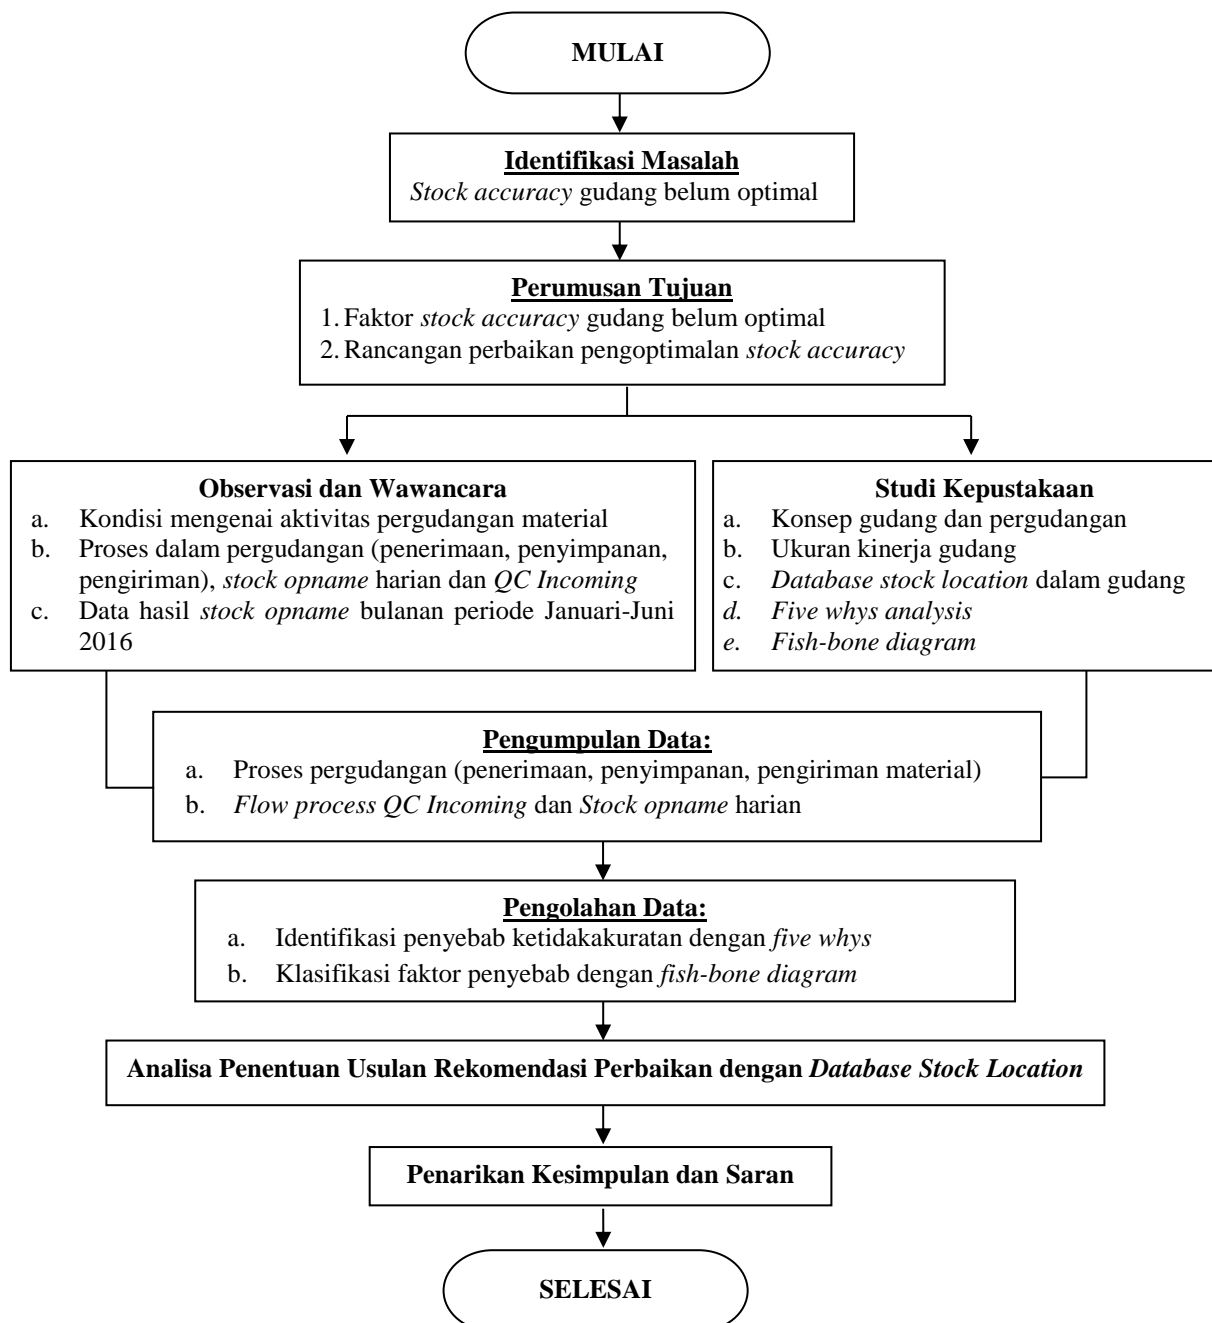 MULAI
Identifikasi Masalah
Stock accuracy gudang belum optimal
Perumusan Tujuan
1. Faktor stock accuracy gudang belum optimal
2. Rancangan perbaikan pengoptimalan stock accuracy
Observasi dan Wawancara
a. Kondisi mengenai aktivitas pergudangan material
b. Proses dalam pergudangan (penerimaan, penyimpanan,
pengiriman), stock opname harian dan QC Incoming
c. Data hasil stock opname bulanan periode Januari-Juni
2016
Studi Kepustakaan
a. Konsep gudang dan pergudangan
b. Ukuran kinerja gudang
c. Database stock location dalam gudang
d. Five whys analysis
e. Fish-bone diagram
Pengumpulan Data:
a. Proses pergudangan (penerimaan, penyimpanan, pengiriman material)
b. Flow process QC Incoming dan Stock opname harian
Pengolahan Data:
a. Identifikasi penyebab ketidakakuratan dengan five whys
b. Klasifikasi faktor penyebab dengan fish-bone diagram
Analisa Penentuan Usulan Rekomendasi Perbaikan dengan Database Stock Location
Penarikan Kesimpulan dan Saran
SELESAI